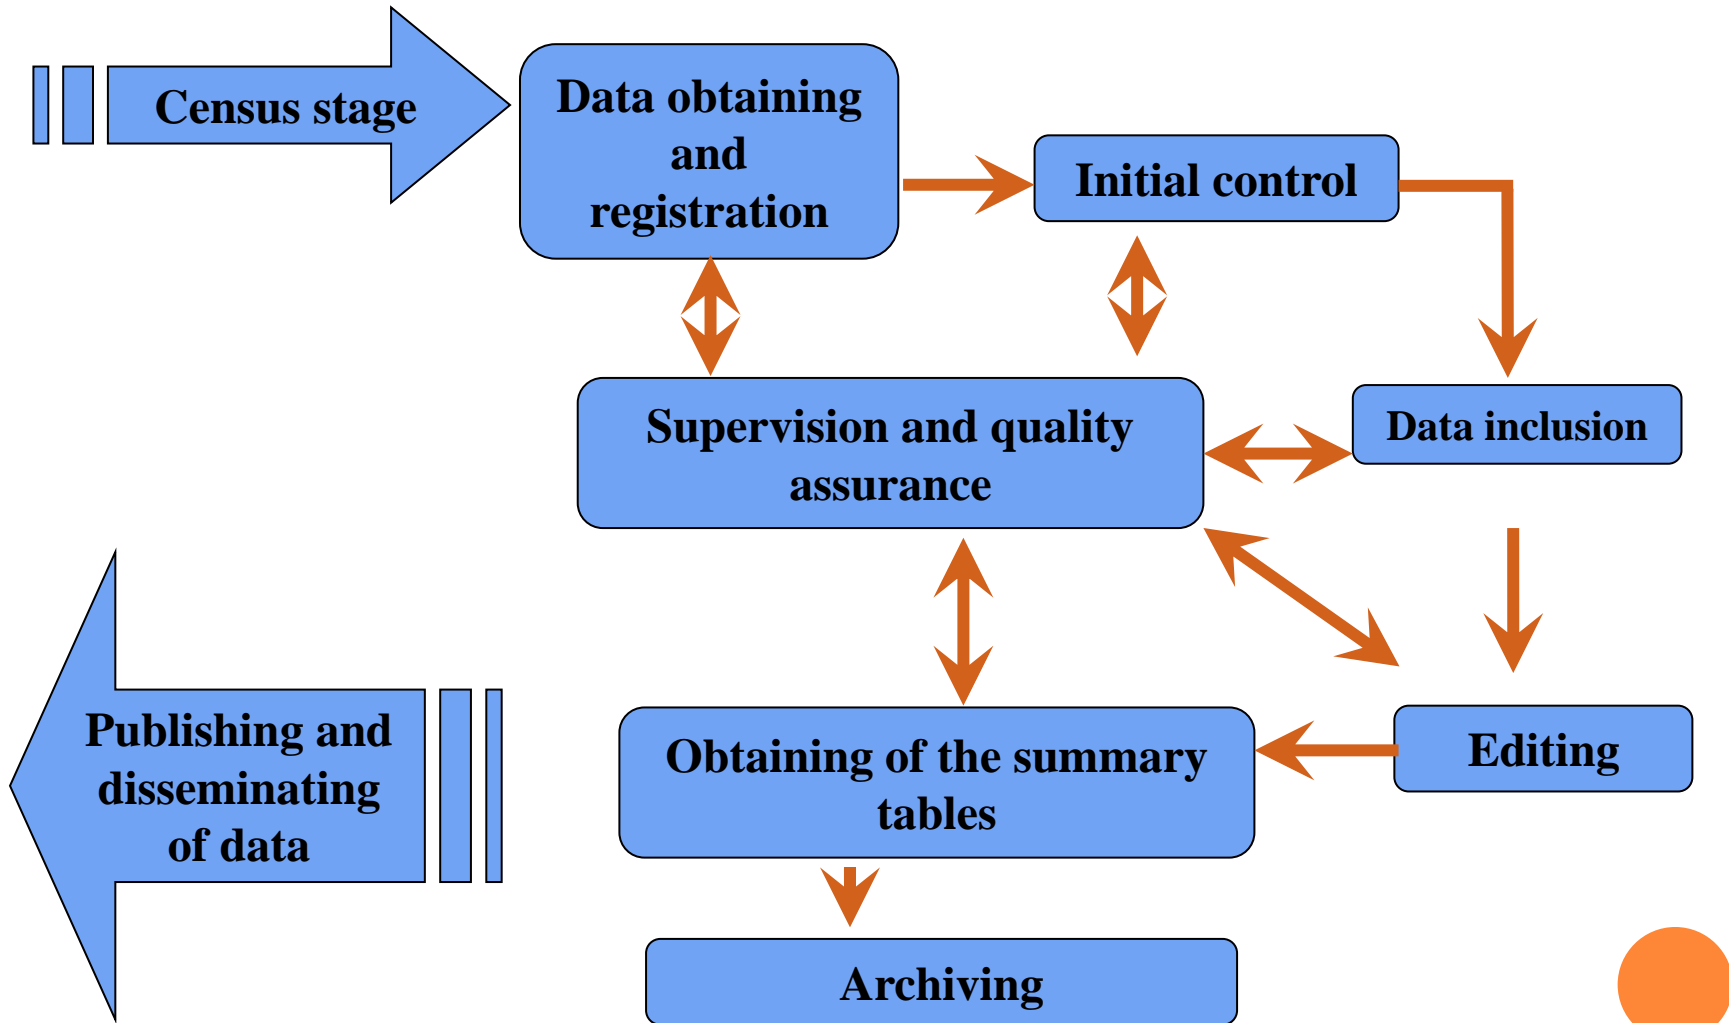 Census stage
Data obtaining
and
registration
Initial control
Supervision and quality
assurance
Data inclusion
Publishing and
disseminating
of data
Obtaining of the summary
tables
Editing
Archiving